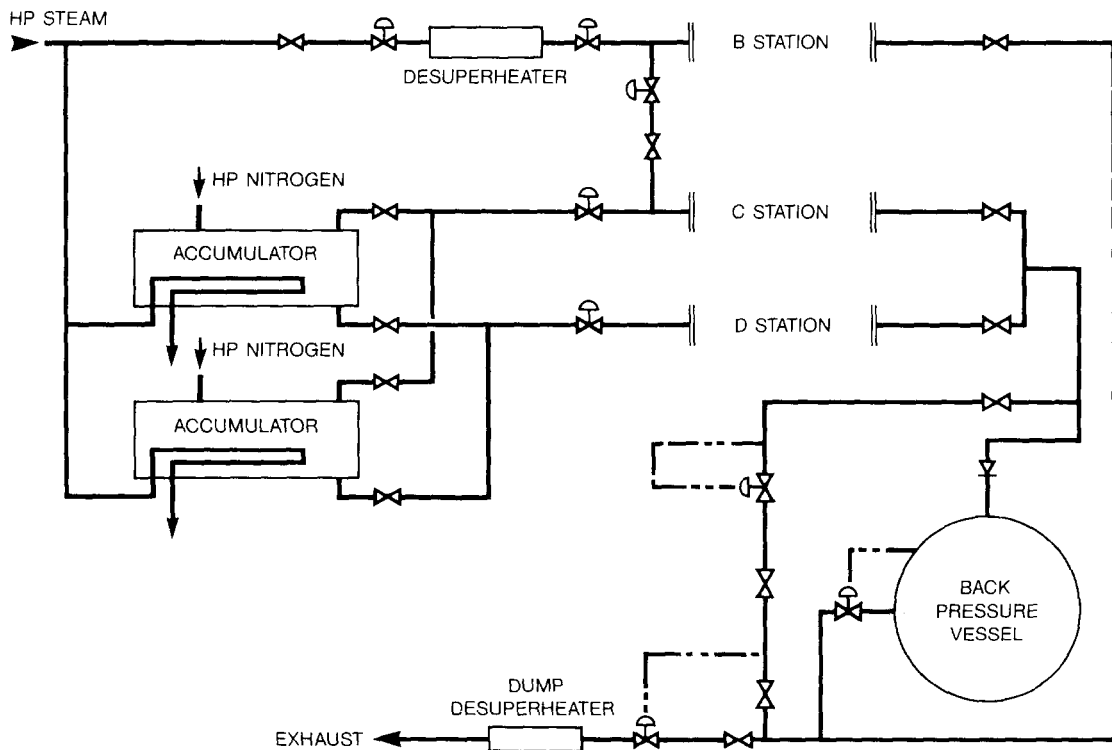 HP STEAM
DESUPERHEATER
B STATION
HP NITROGEN
ACCUMULATOR
C STATION
D STATION
HP NITROGEN
ACCUMULATOR
BACK
PRESSURE
VESSEL
DUMP
DESUPERHEATER
EXHAUST